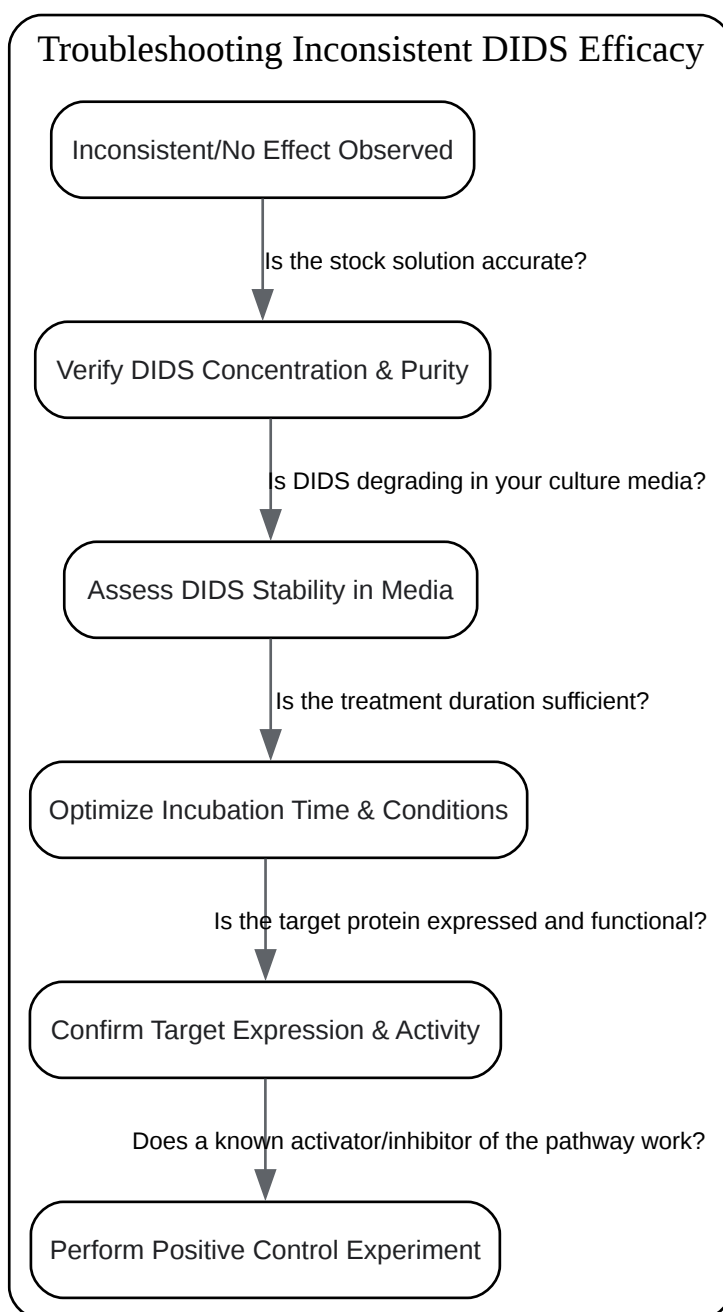 Troubleshooting Inconsistent DIDS Efficacy
Inconsistent/No Effect Observed
Is the stock solution accurate?
Verify DIDS Concentration & Purity
Is DIDS degrading in your culture media?
Assess DIDS Stability in Media
Is the treatment duration sufficient?
Optimize Incubation Time & Conditions
Is the target protein expressed and functional?
Confirm Target Expression & Activity
Does a known activator/inhibitor of the pathway work?
Perform Positive Control Experiment